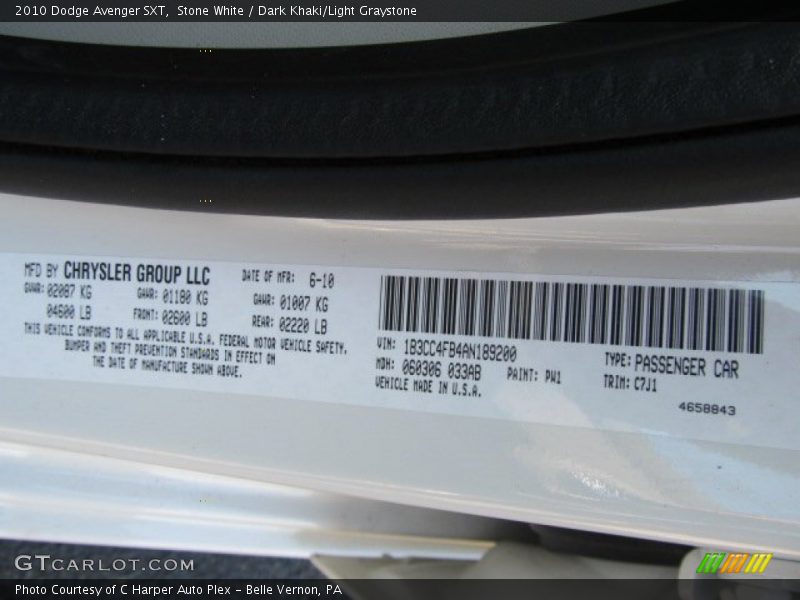 2010 Dodge Avenger SXT,  Stone White / Dark Khaki/Light Graystone
MFD BY CHRYSLER GROUP LLC
DATE OF MFR: 6-10
GVWR: 02087 KG
GAWR: 01180 KG
GAWR: 01007 KG
04600 LB
FRONT: 02600 LB
REAR: 02220 LB
THIS VEHICLE CONFORMS TO ALL APPLICABLE U.S.A. FEDERAL MOTOR VEHICLE SAFETY,
BUMPER AND THEFT PREVENTION STANDARDS IN EFFECT ON
THE DATE OF MANUFACTURE SHOWN ABOVE.
VIN: 1B3CC4FB4AN189200
TYPE: PASSENGER CAR
MDH: 060306 033AB
PAINT: PW1
TRIM: C7J1
VEHICLE MADE IN U.S.A.
4658843
GTCARLOT.COM
Photo Courtesy of C Harper Auto Plex – Belle Vernon, PA